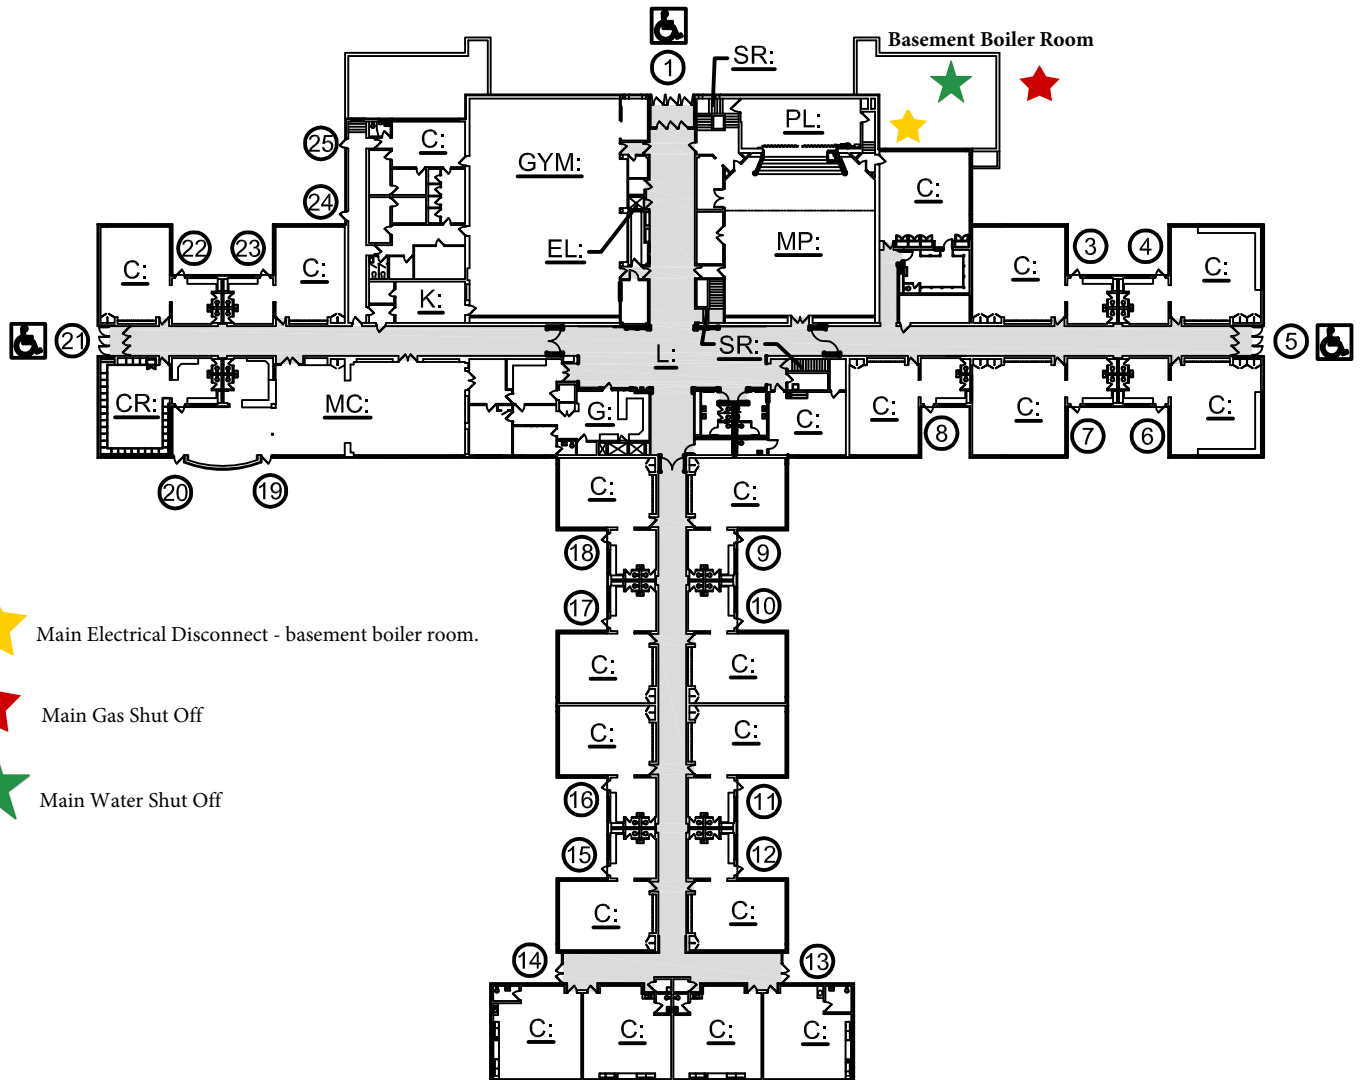 Basement Boiler Room
1
SR:
PL:
25
C:
GYM:
C:
24
22
23
EL:
MP:
3
4
C:
C:
C:
C:
K:
21
L:
SR:
5
CR:
MC:
G:
C:
C:
C:
C:
8
7
6
20
19
C:
C:
18
9
17
10
Main Electrical Disconnect - basement boiler room.
C:
C:
Main Gas Shut Off
C:
C:
16
11
Main Water Shut Off
15
12
C:
C:
14
13
C:
C:
C:
C: